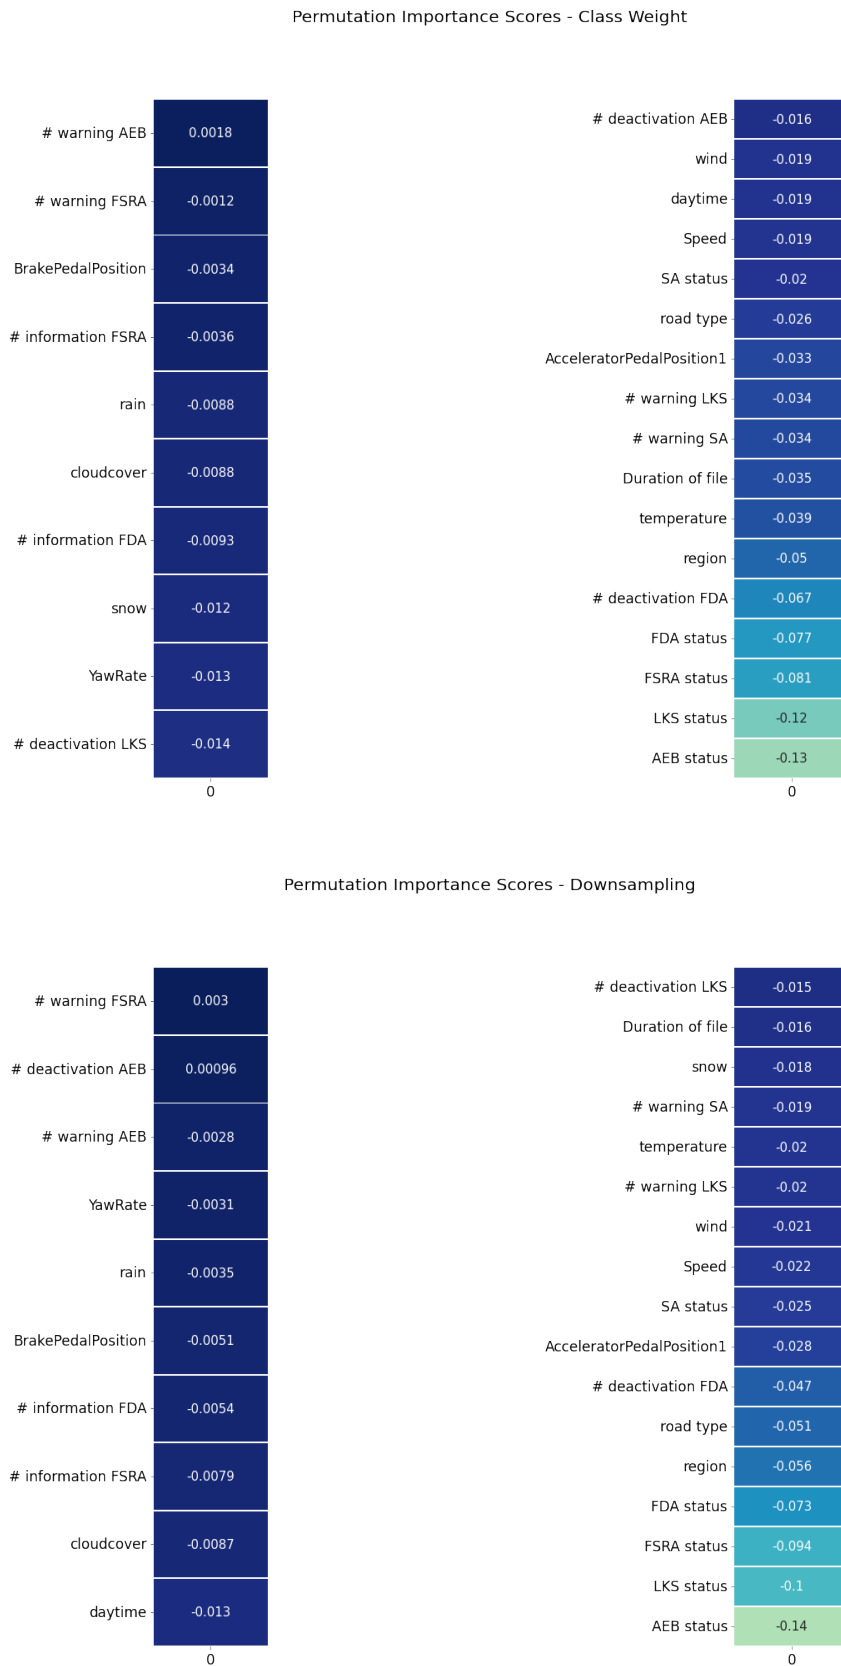 Permutation Importance Scores - Class Weight
# warning AEB 0.0018
# warning FSRA -0.0012
BrakePedalPosition -0.0034
# information FSRA -0.0036
rain -0.0088
cloudcover -0.0088
# information FDA -0.0093
snow -0.012
YawRate -0.013
# deactivation LKS -0.014
0
# deactivation AEB -0.016
wind -0.019
daytime -0.019
Speed -0.019
SA status -0.02
road type -0.026
AcceleratorPedalPosition1 -0.033
# warning LKS -0.034
# warning SA -0.034
Duration of file -0.035
temperature -0.039
region -0.05
# deactivation FDA -0.067
FDA status -0.077
FSRA status -0.081
LKS status -0.12
AEB status -0.13
0
Permutation Importance Scores - Downsampling
# warning FSRA 0.003
# deactivation AEB 0.00096
# warning AEB -0.0028
YawRate -0.0031
rain -0.0035
BrakePedalPosition -0.0051
# information FDA -0.0054
# information FSRA -0.0079
cloudcover -0.0087
daytime -0.013
0
# deactivation LKS -0.015
Duration of file -0.016
snow -0.018
# warning SA -0.019
temperature -0.02
# warning LKS -0.02
wind -0.021
Speed -0.022
SA status -0.025
AcceleratorPedalPosition1 -0.028
# deactivation FDA -0.047
road type -0.051
region -0.056
FDA status -0.073
FSRA status -0.094
LKS status -0.1
AEB status -0.14
0